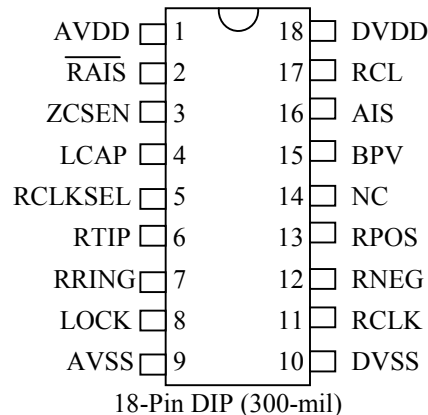 AVDD 1 18 DVDD
RAIS 2 17 RCL
ZCSEN 3 16 AIS
LCAP 4 15 BPV
RCLKSEL 5 14 NC
RTIP 6 13 RPOS
RRING 7 12 RNEG
LOCK 8 11 RCLK
AVSS 9 10 DVSS
18-Pin DIP (300-mil)